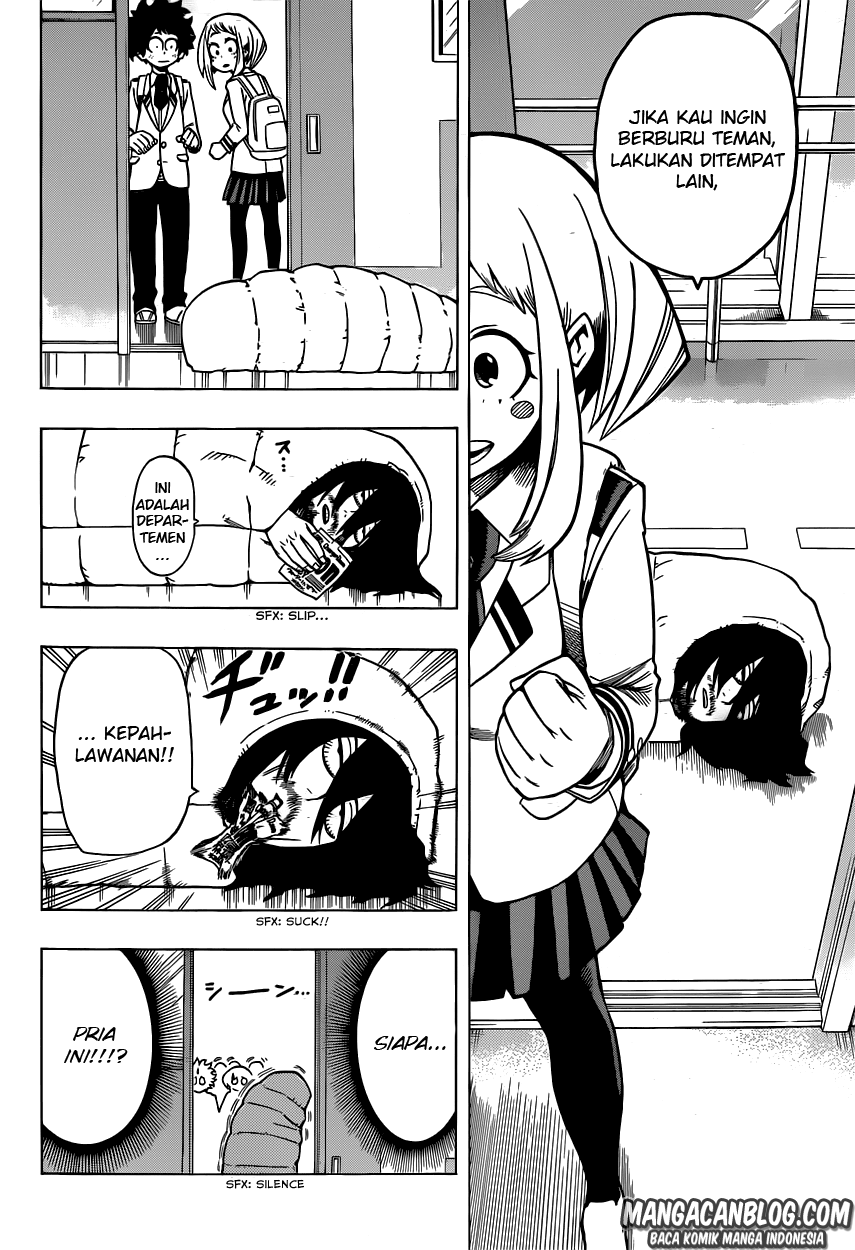 JIKA KAU INGIN
BERBURU TEMAN,
LAKUKAN DITEMPAT
LAIN,
ス…
INI
ADALAH
DEPAR-
TEMEN
...
SFX: SLIP...
ヂュッ!!
... KEPAH-
LAWANAN!!
SFX: SUCK!!
シーン…
SIAPA...
PRIA
INI!!!?
SFX: SILENCE
MANGACANBLOG.COM
BACA KOMIK MANGA INDONESIA